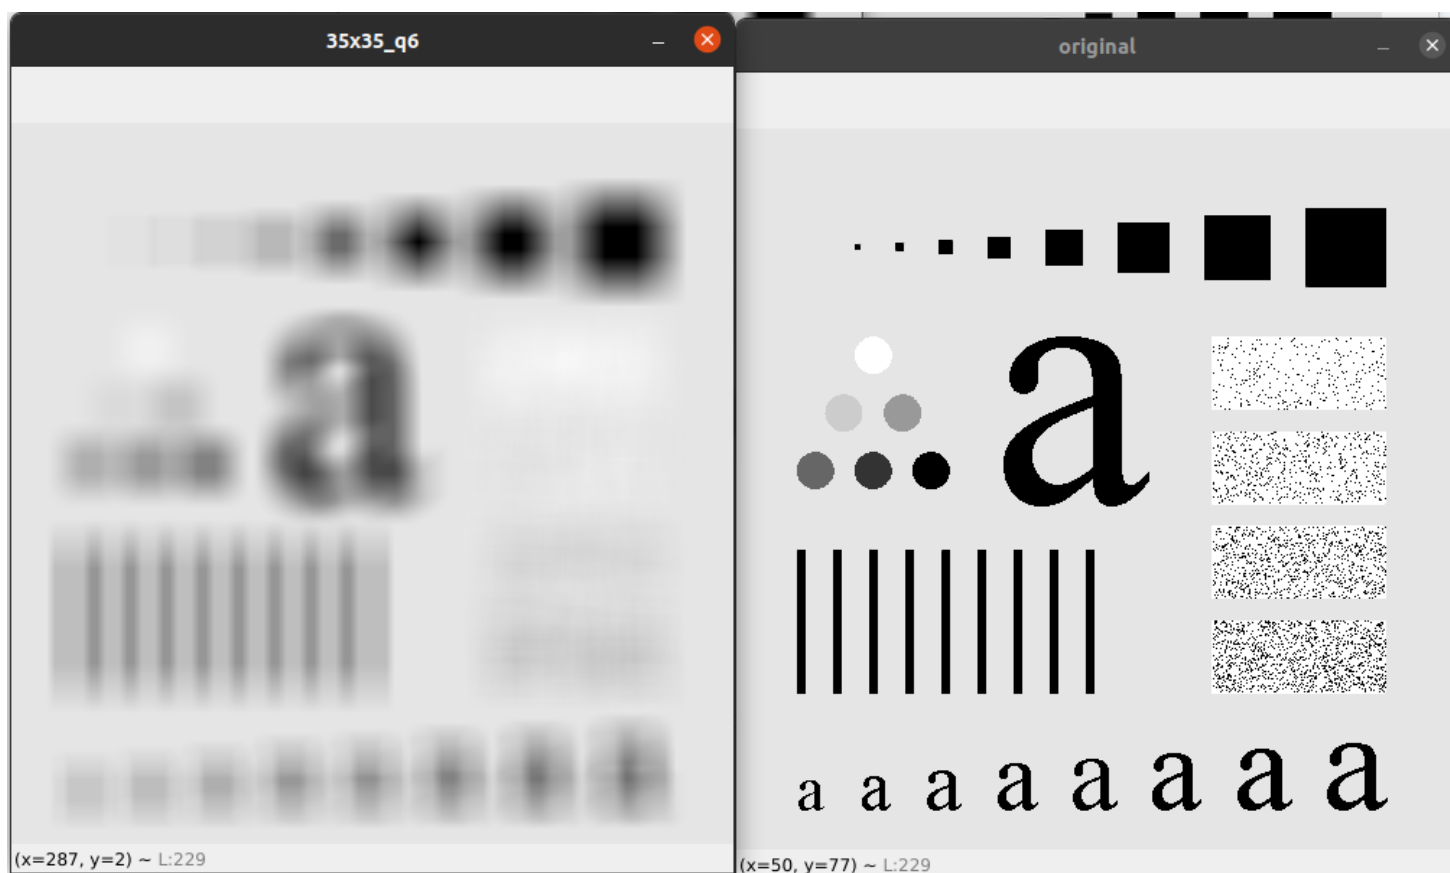 35x35_q6
original
a
a
a a a a a a a a
a a a a a a a a
(x=287, y=2) ~ L:229
(x=50, y=77) ~ L:229